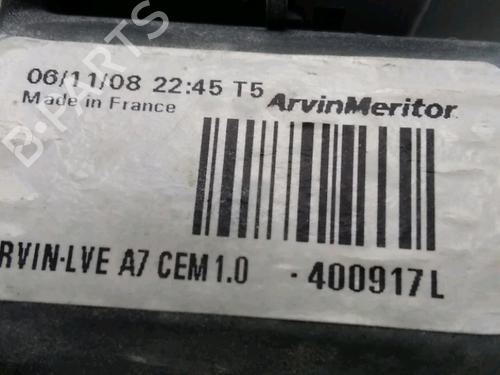 06/11/08 22:45 T5
Made in France
ArvinMeritor
RVIN-LVE A7 CEM 1.0 - 400917L
B-PARTS